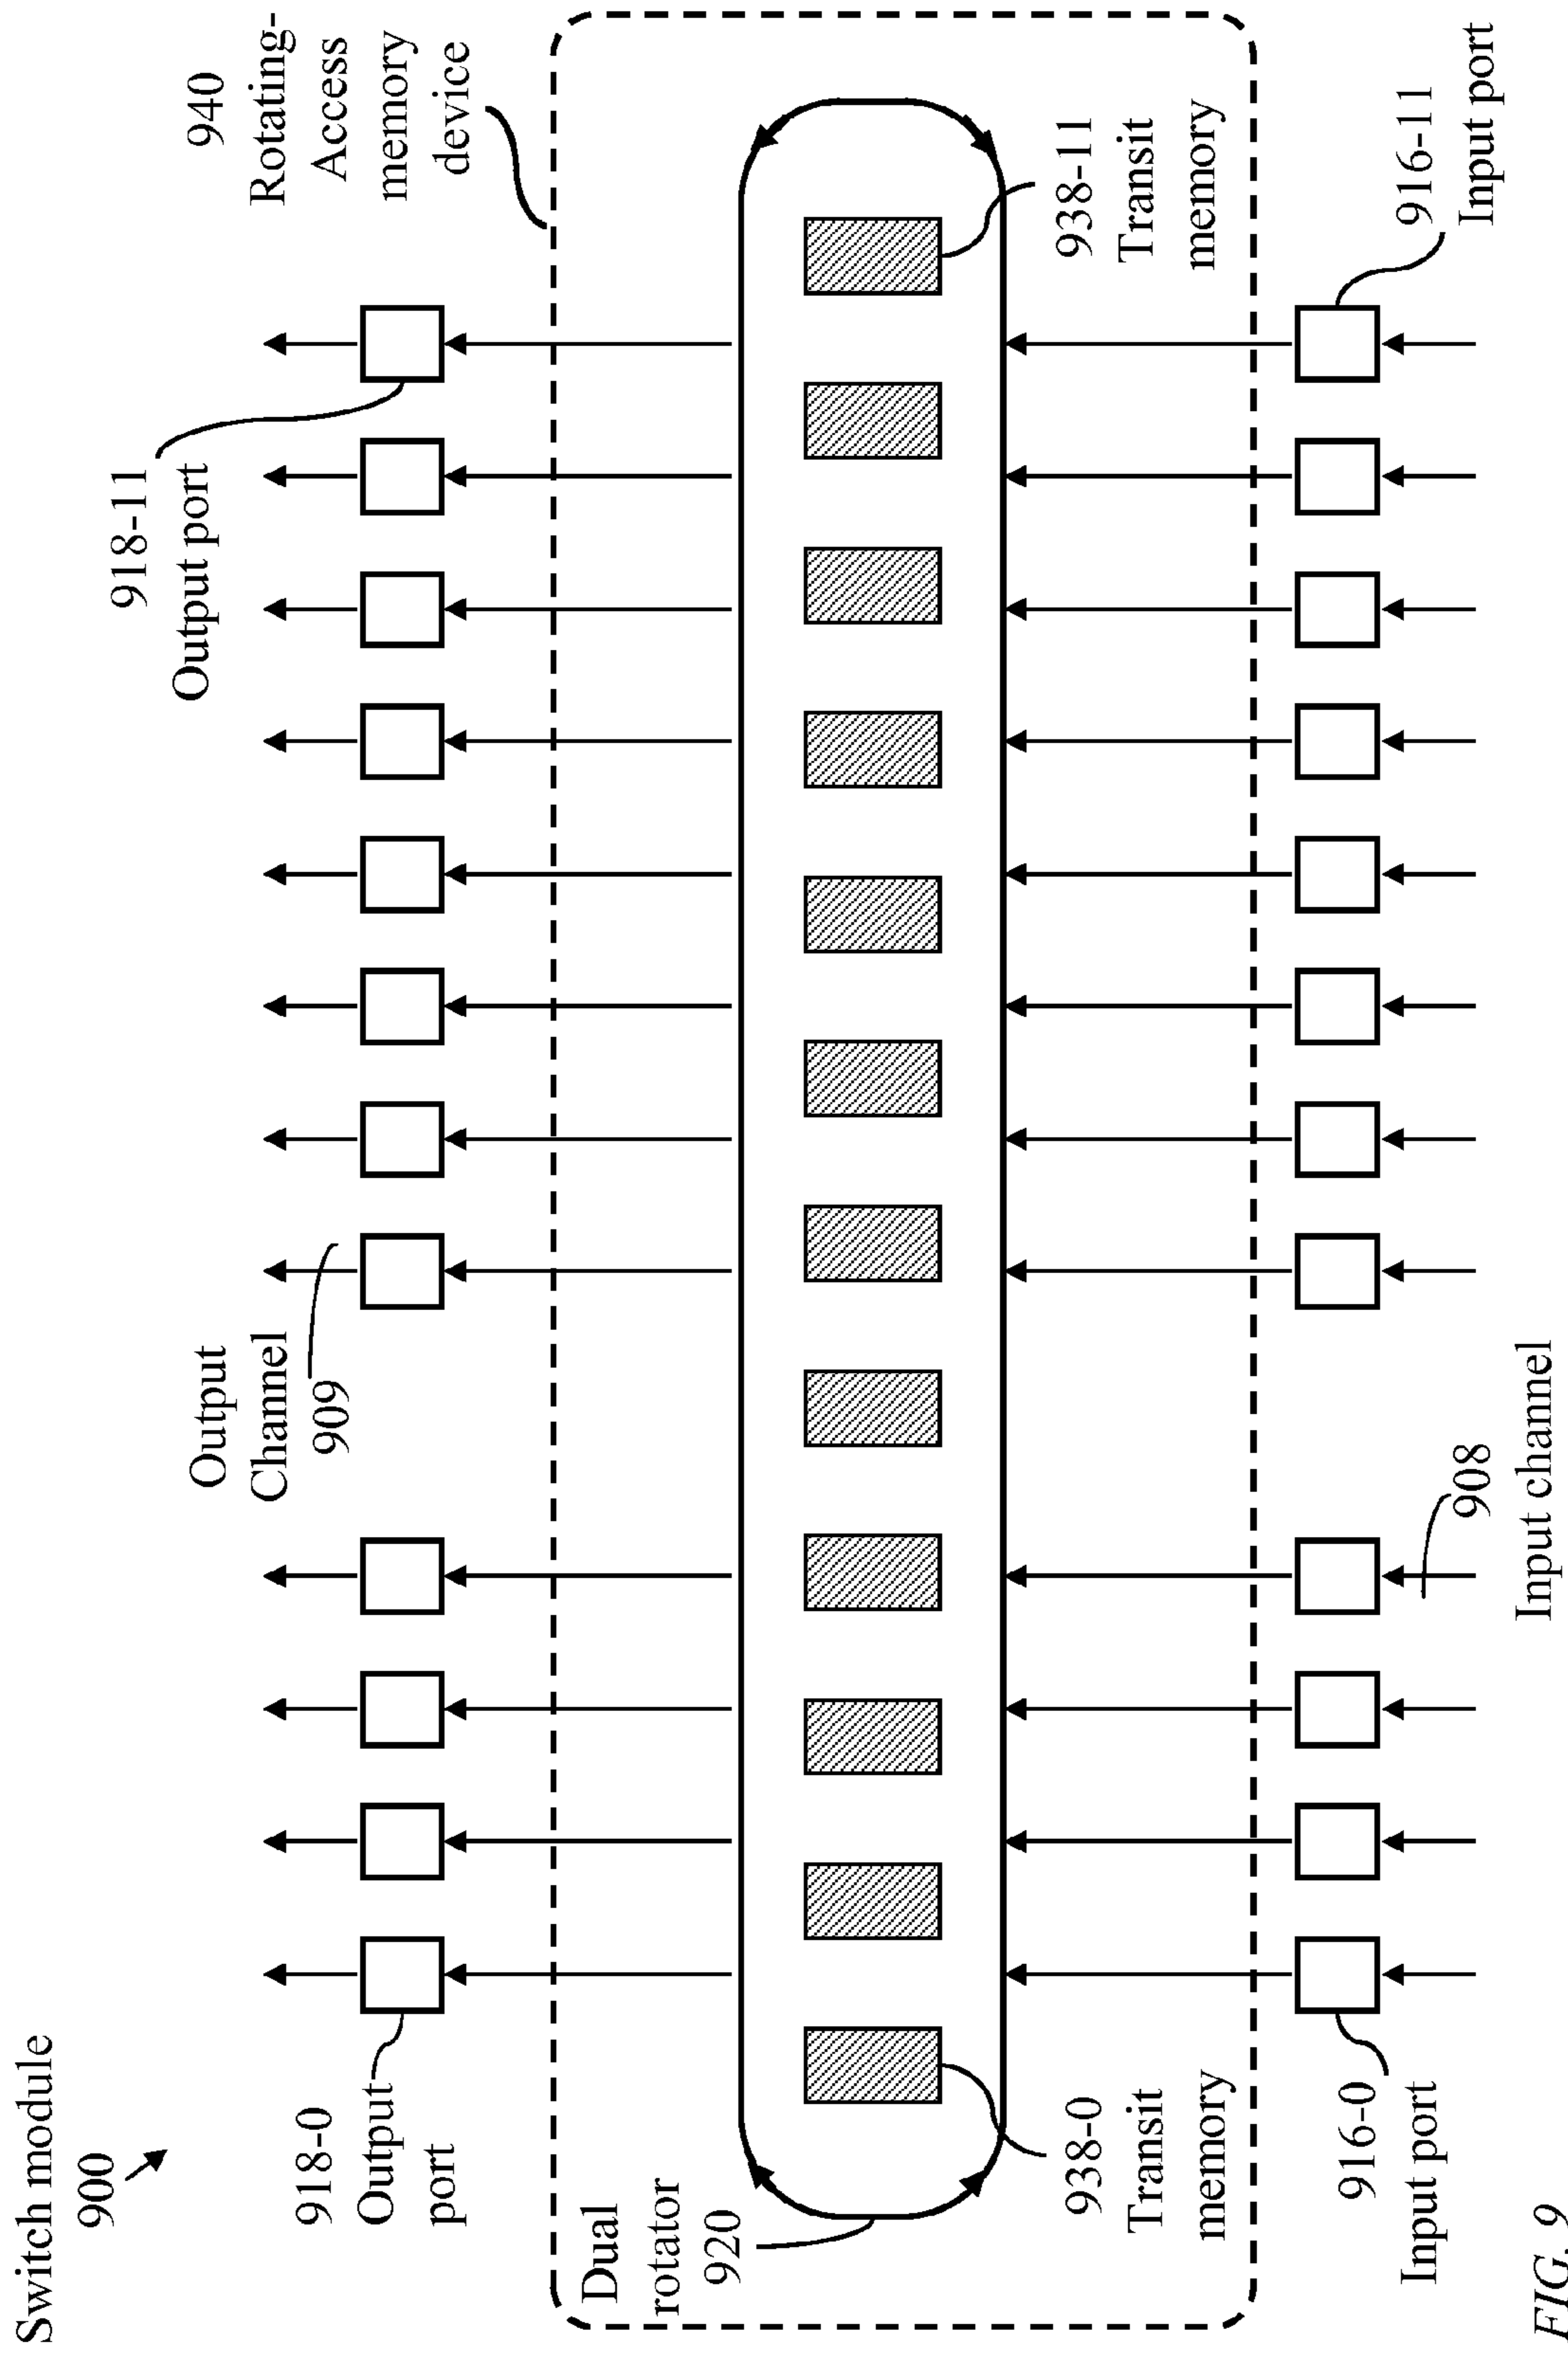 Switch module
900
918-0
Output
port
Output
Channel
909
918-11
Output port
940
Rotating-
Access
memory
device
Dual
rotator
920
938-0
Transit
memory
938-11
Transit
memory
916-0
Input port
908
Input channel
916-11
Input port
FIG. 9